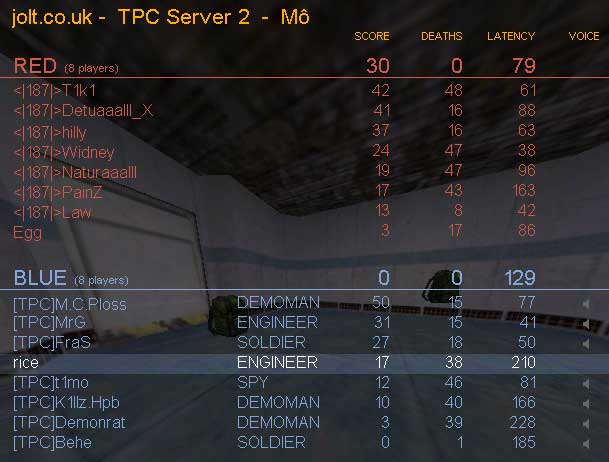 jolt.co.uk - TPC Server 2 - Mô
SCORE DEATHS LATENCY VOICE
RED (8 players) 30 0 79
<|187|>T1k1 42 48 61
<|187|>Detuaaalll_X 41 16 88
<|187|>hilly 37 16 63
<|187|>Widney 24 47 38
<|187|>Naturaaalll 19 47 96
<|187|>PainZ 17 43 163
<|187|>Law 13 8 42
Egg 3 17 86
BLUE (8 players) 0 0 129
[TPC]M.C.Ploss DEMOMAN 50 15 77
[TPC]MrG ENGINEER 31 15 41
[TPC]FraS SOLDIER 27 18 50
rice ENGINEER 17 38 210
[TPC]t1mo SPY 12 46 81
[TPC]K1llz.Hpb DEMOMAN 10 40 166
[TPC]Demonrat DEMOMAN 3 39 228
[TPC]Behe SOLDIER 0 1 185